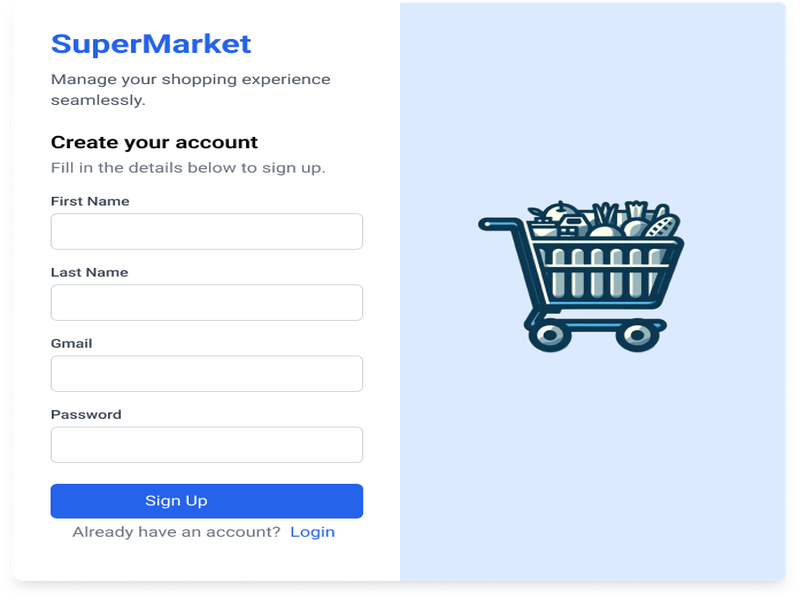 SuperMarket
Manage your shopping experience
seamlessly.
Create your account
Fill in the details below to sign up.
First Name
Last Name
Gmail
Password
Sign Up
Already have an account? Login